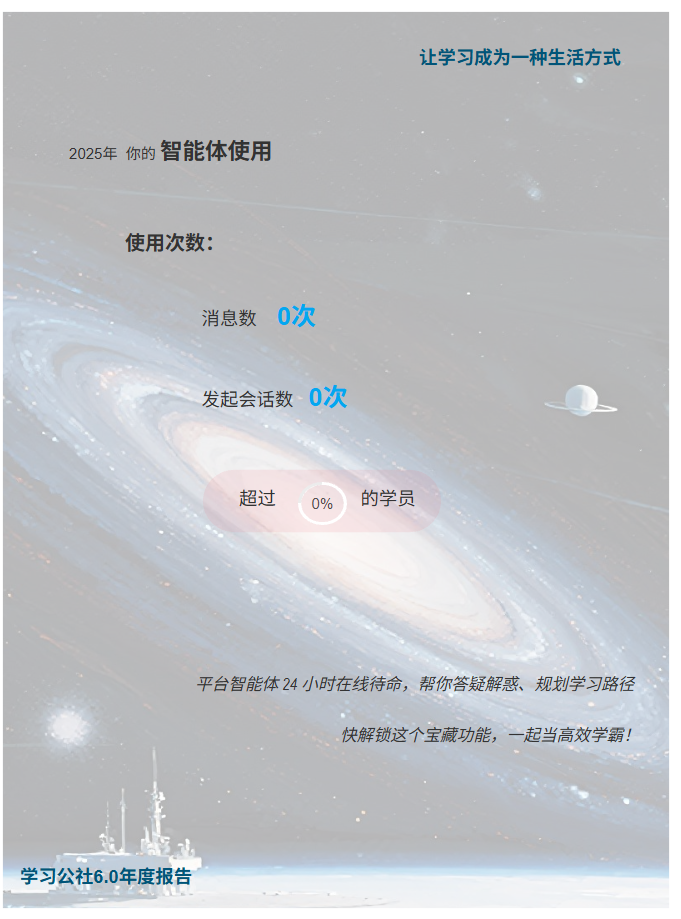 让学习成为一种生活方式
2025年 你的 智能体使用
使用次数：
消息数 0次
发起会话数 0次
超过 0% 的学员
平台智能体 24 小时在线待命，帮你答疑解惑、规划学习路径
快解锁这个宝藏功能，一起当高效学霸！
学习公社6.0年度报告